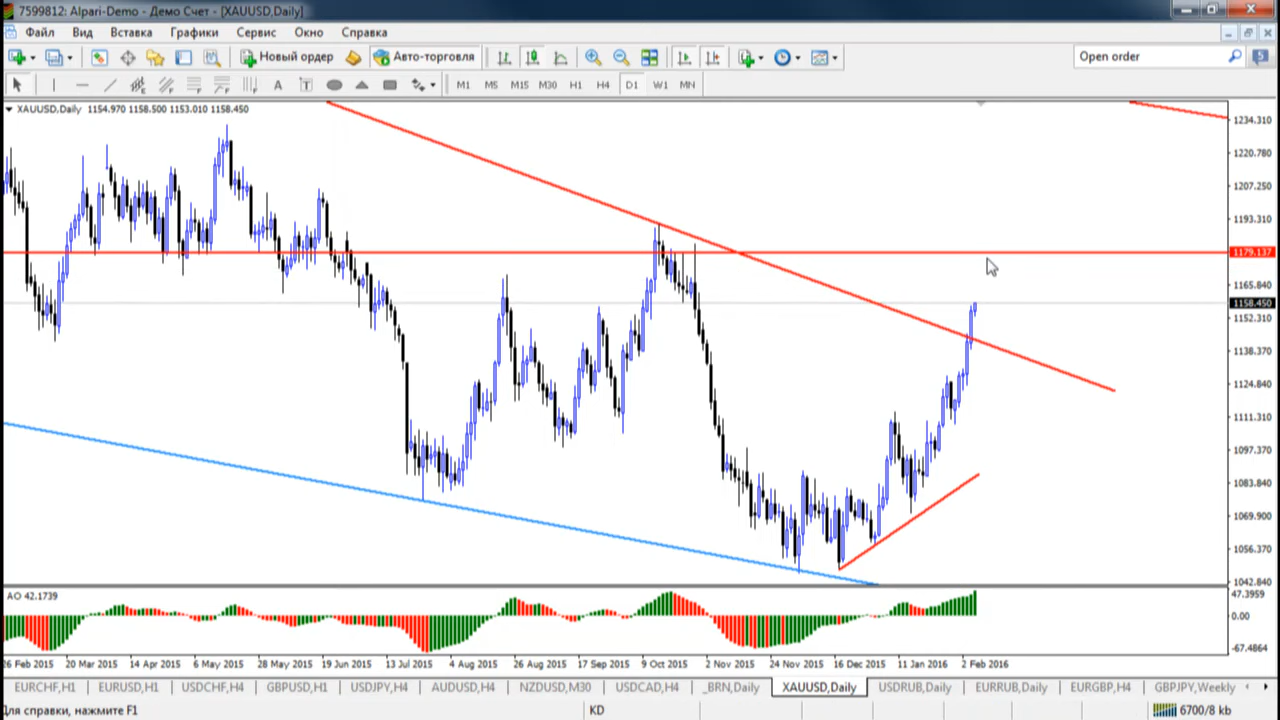 7599812: Alpari-Demo - Демо Счет - [XAUUSD,Daily]
Файл Вид Вставка Графики Сервис Окно Справка
Новый ордер Авто-торговля Open order
A T M1 M5 M15 M30 H1 H4 D1 W1 MN
XAUUSD,Daily 1154.970 1158.500 1153.010 1158.450
1234.310
1220.780
1207.250
1193.310
1179.137
1165.840
1158.450
1152.310
1138.370
1124.840
1111.310
1097.370
1083.840
1069.900
1056.370
1042.840
AO 42.1739
47.3959
0.00
-67.4864
26 Feb 2015 20 Mar 2015 14 Apr 2015 6 May 2015 28 May 2015 19 Jun 2015 13 Jul 2015 4 Aug 2015 26 Aug 2015 17 Sep 2015 9 Oct 2015 2 Nov 2015 24 Nov 2015 16 Dec 2015 11 Jan 2016 2 Feb 2016
EURCHF,H1 EURUSD,H1 USDCHF,H4 GBPUSD,H1 USDJPY,H4 AUDUSD,H4 NZDUSD,M30 USDCAD,H4 _BRN,Daily XAUUSD,Daily USDRUB,Daily EURRUB,Daily EURGBP,H4 GBPJPY,Weekly
Для справки, нажмите F1 KD 6700/8 kb